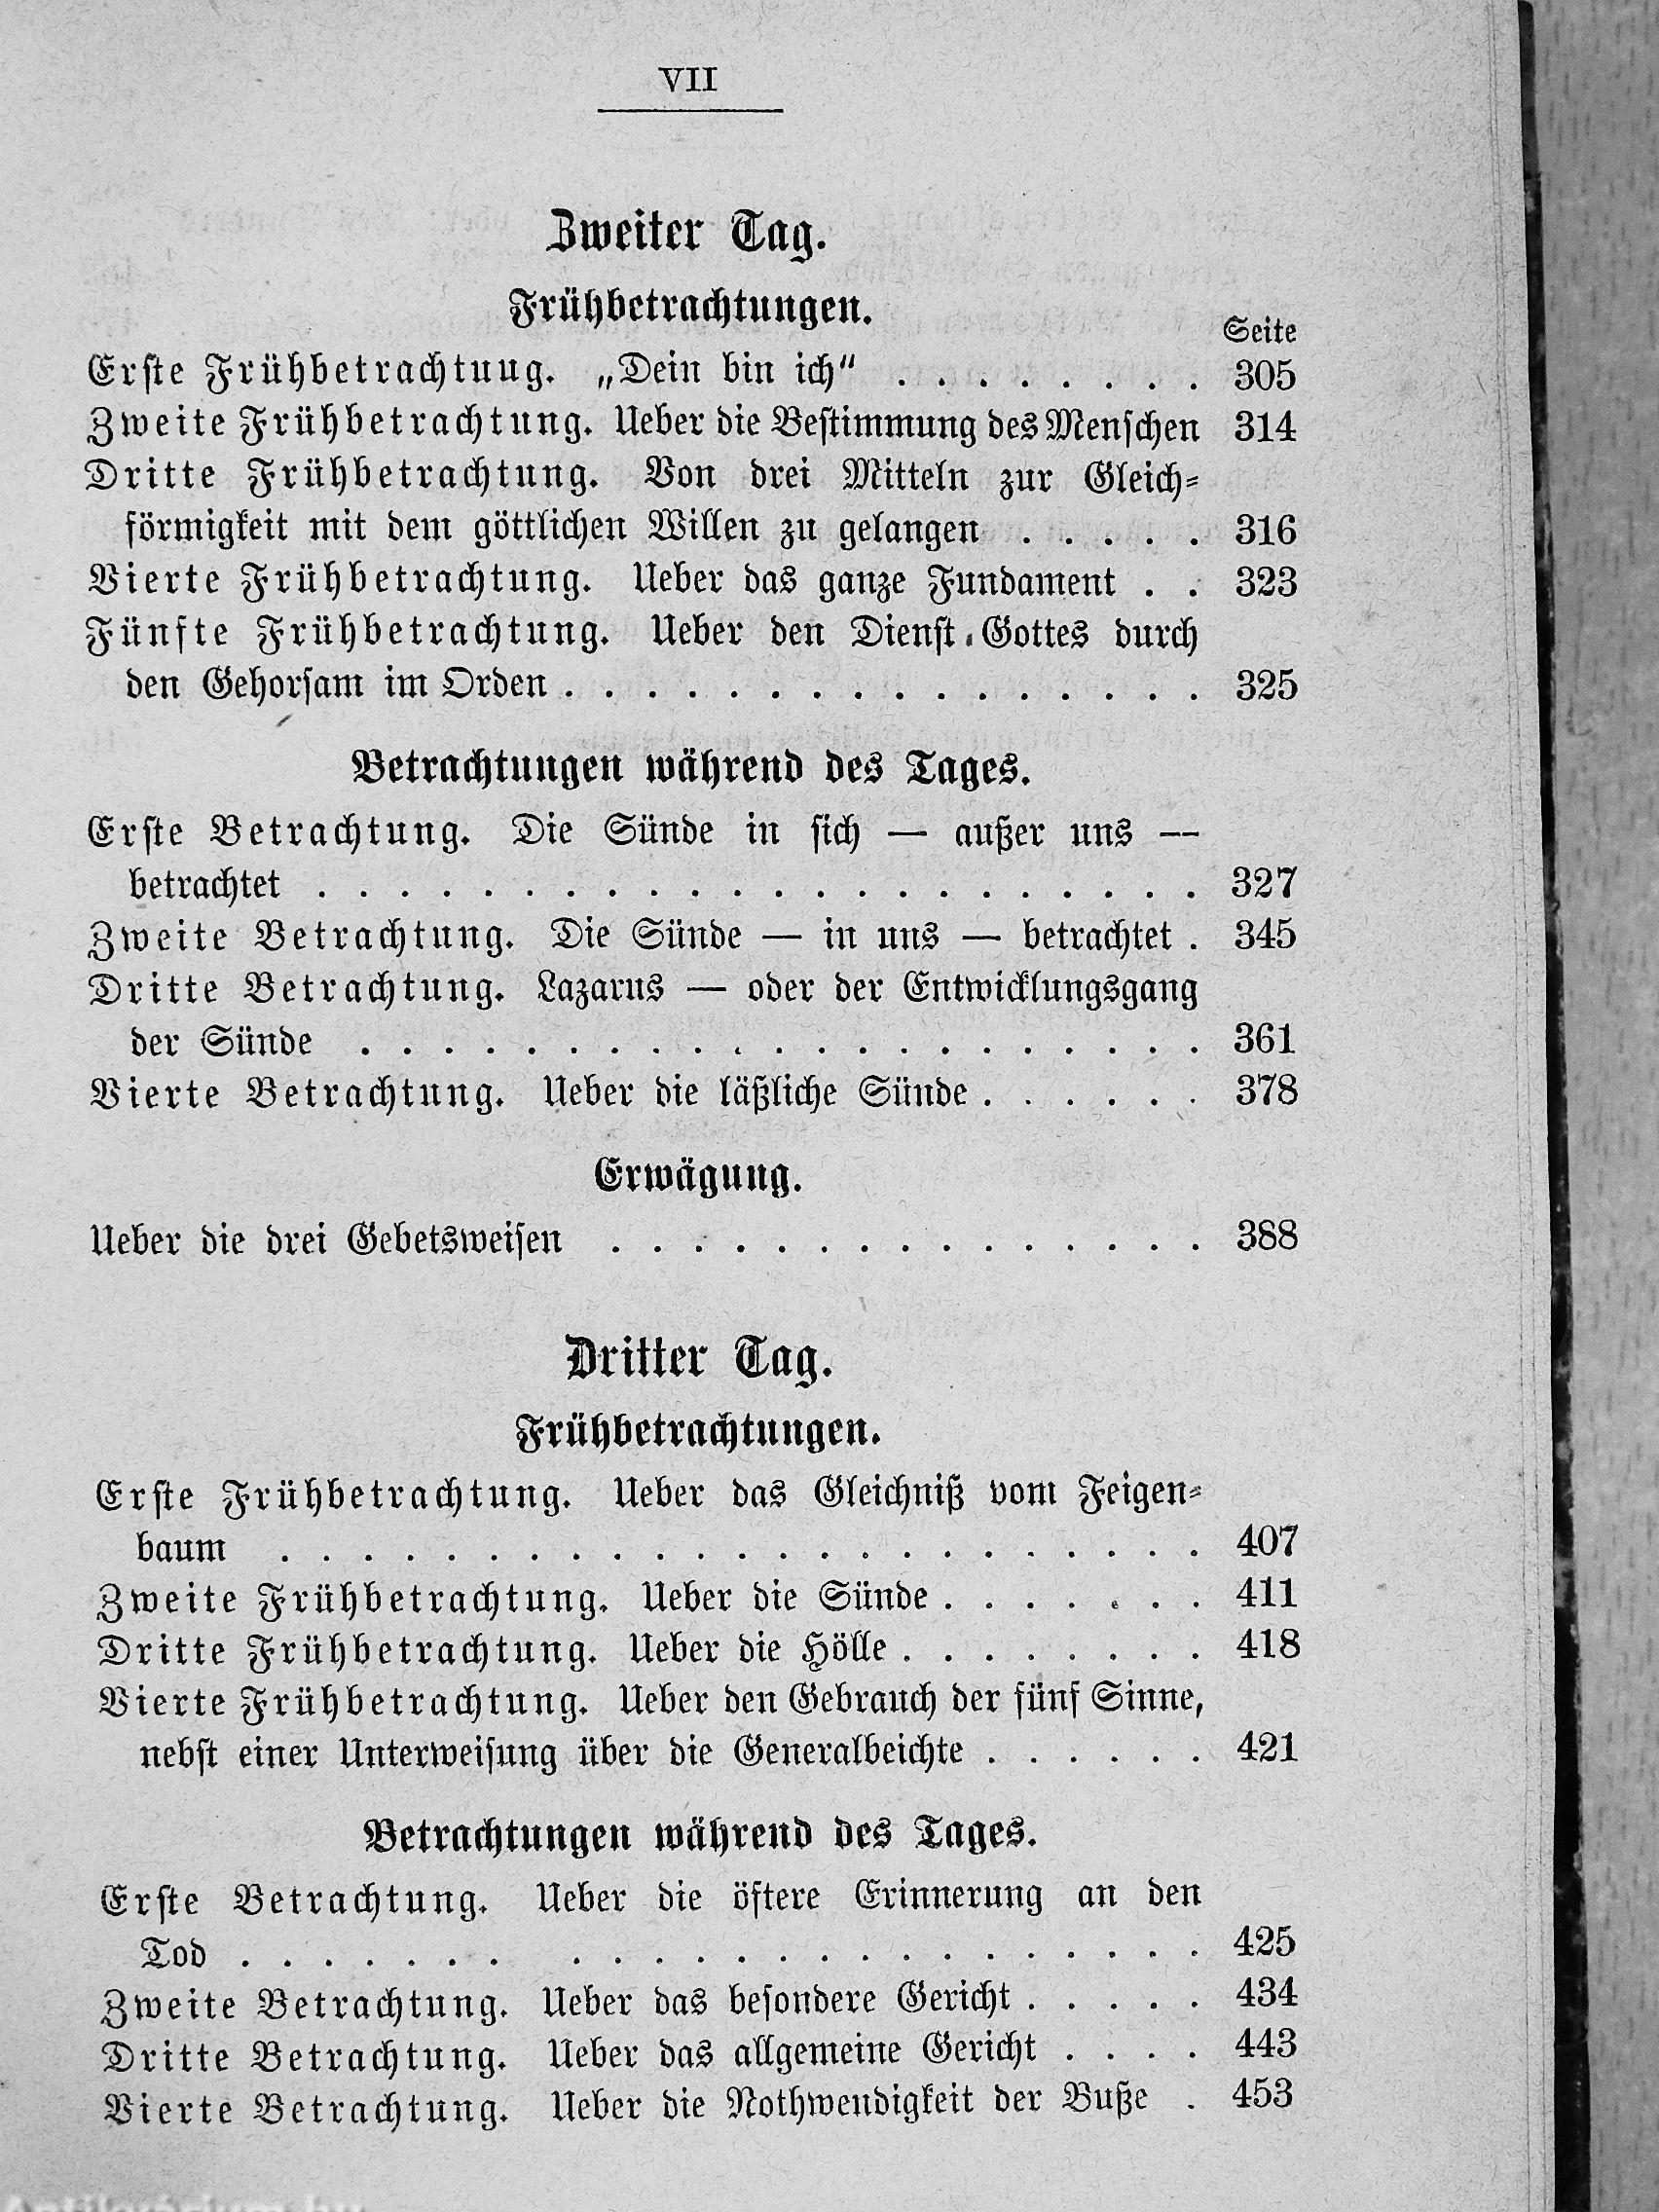 VII
Zweiter Tag.
Frühbetrachtungen.
Seite
Erste Frühbetrachtuug. „Dein bin ich“ . . . . . . . . 305
Zweite Frühbetrachtung. Ueber die Bestimmung des Menschen 314
Dritte Frühbetrachtung. Von drei Mitteln zur Gleich-
förmigkeit mit dem göttlichen Willen zu gelangen . . . . . 316
Vierte Frühbetrachtung. Ueber das ganze Fundament . . 323
Fünfte Frühbetrachtung. Ueber den Dienst Gottes durch
den Gehorsam im Orden . . . . . . . . . . . . . . . . 325
Betrachtungen während des Tages.
Erste Betrachtung. Die Sünde in sich — außer uns —
betrachtet . . . . . . . . . . . . . . . . . . . . . . 327
Zweite Betrachtung. Die Sünde — in uns — betrachtet . 345
Dritte Betrachtung. Lazarus — oder der Entwicklungsgang
der Sünde . . . . . . . . . . . . . . . . . . . . . 361
Vierte Betrachtung. Ueber die läßliche Sünde . . . . . . 378
Erwägung.
Ueber die drei Gebetsweisen . . . . . . . . . . . . . . . 388
Dritter Tag.
Frühbetrachtungen.
Erste Frühbetrachtung. Ueber das Gleichniß vom Feigen-
baum . . . . . . . . . . . . . . . . . . . . . . . 407
Zweite Frühbetrachtung. Ueber die Sünde . . . . . . . 411
Dritte Frühbetrachtung. Ueber die Hölle . . . . . . . . 418
Vierte Frühbetrachtung. Ueber den Gebrauch der fünf Sinne,
nebst einer Unterweisung über die Generalbeichte . . . . . . 421
Betrachtungen während des Tages.
Erste Betrachtung. Ueber die öftere Erinnerung an den
Tod . . . . . . . . . . . . . . . . . . . . . . . 425
Zweite Betrachtung. Ueber das besondere Gericht . . . . . 434
Dritte Betrachtung. Ueber das allgemeine Gericht . . . . 443
Vierte Betrachtung. Ueber die Nothwendigkeit der Buße . 453